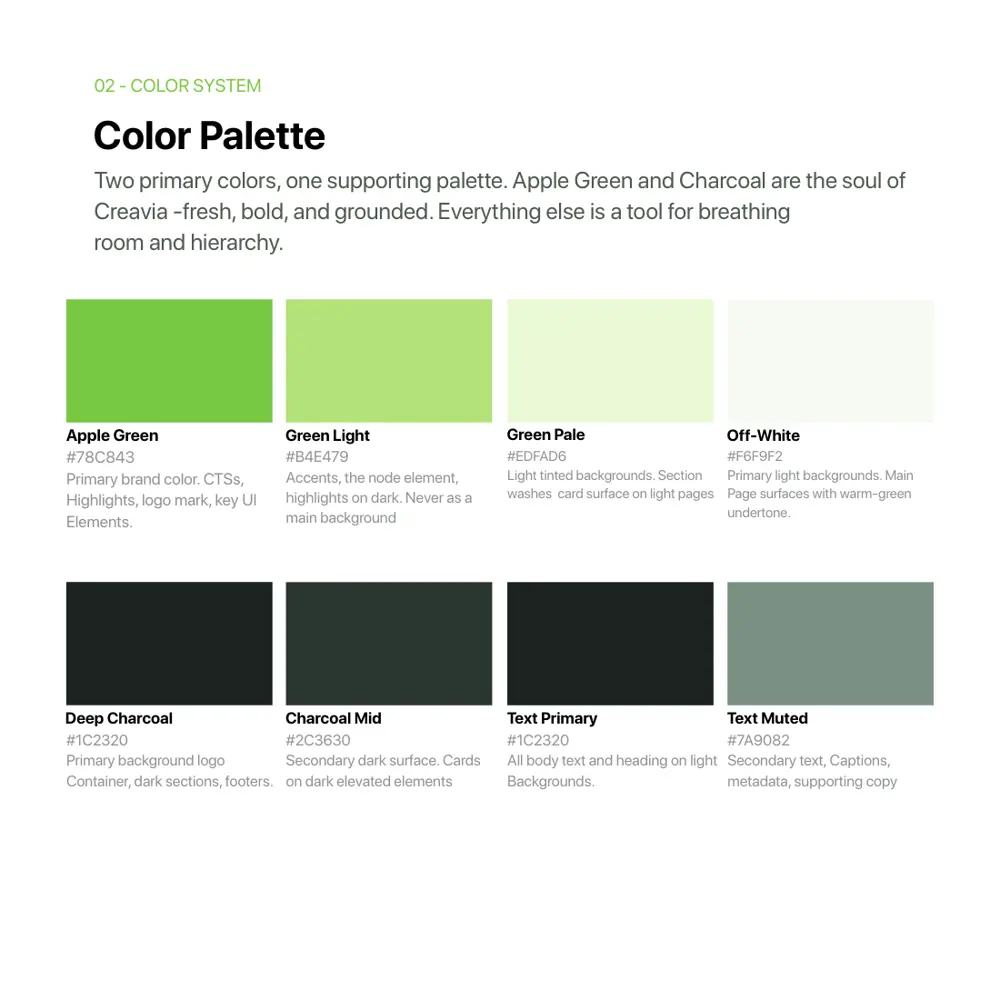 02 - COLOR SYSTEM
Color Palette
Two primary colors, one supporting palette. Apple Green and Charcoal are the soul of
Creavia -fresh, bold, and grounded. Everything else is a tool for breathing
room and hierarchy.
Apple Green
#78C843
Primary brand color. CTSs,
Highlights, logo mark, key UI
Elements.
Green Light
#B4E479
Accents, the node element,
highlights on dark. Never as a
main background
Green Pale
#EDFAD6
Light tinted backgrounds. Section
washes  card surface on light pages
Off-White
#F6F9F2
Primary light backgrounds. Main
Page surfaces with warm-green
undertone.
Deep Charcoal
#1C2320
Primary background logo
Container, dark sections, footers.
Charcoal Mid
#2C3630
Secondary dark surface. Cards
on dark elevated elements
Text Primary
#1C2320
All body text and heading on light
Backgrounds.
Text Muted
#7A9082
Secondary text, Captions,
metadata, supporting copy